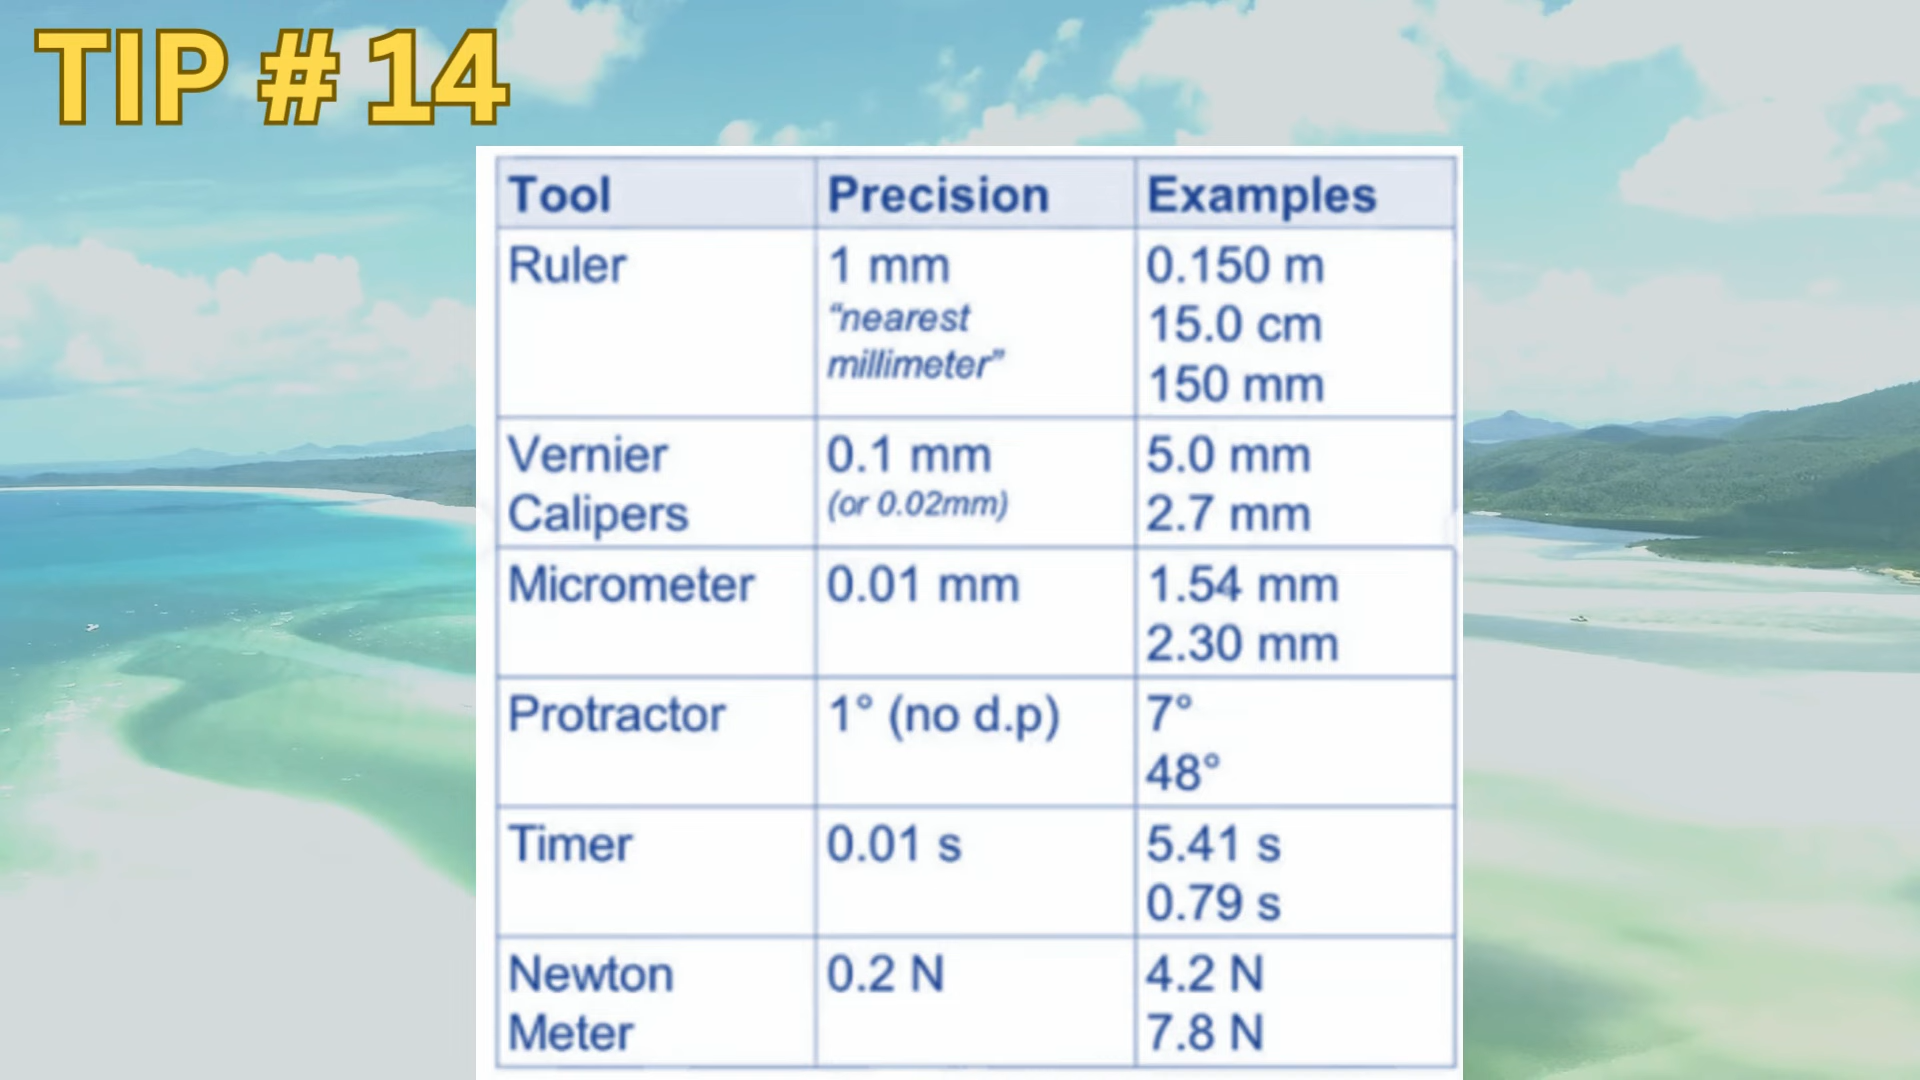 TIP # 14
Tool Precision Examples
Ruler 1 mm 0.150 m
“nearest 15.0 cm
millimeter” 150 mm
Vernier 0.1 mm 5.0 mm
Calipers (or 0.02mm) 2.7 mm
Micrometer 0.01 mm 1.54 mm
2.30 mm
Protractor 1° (no d.p) 7°
48°
Timer 0.01 s 5.41 s
0.79 s
Newton 0.2 N 4.2 N
Meter 7.8 N